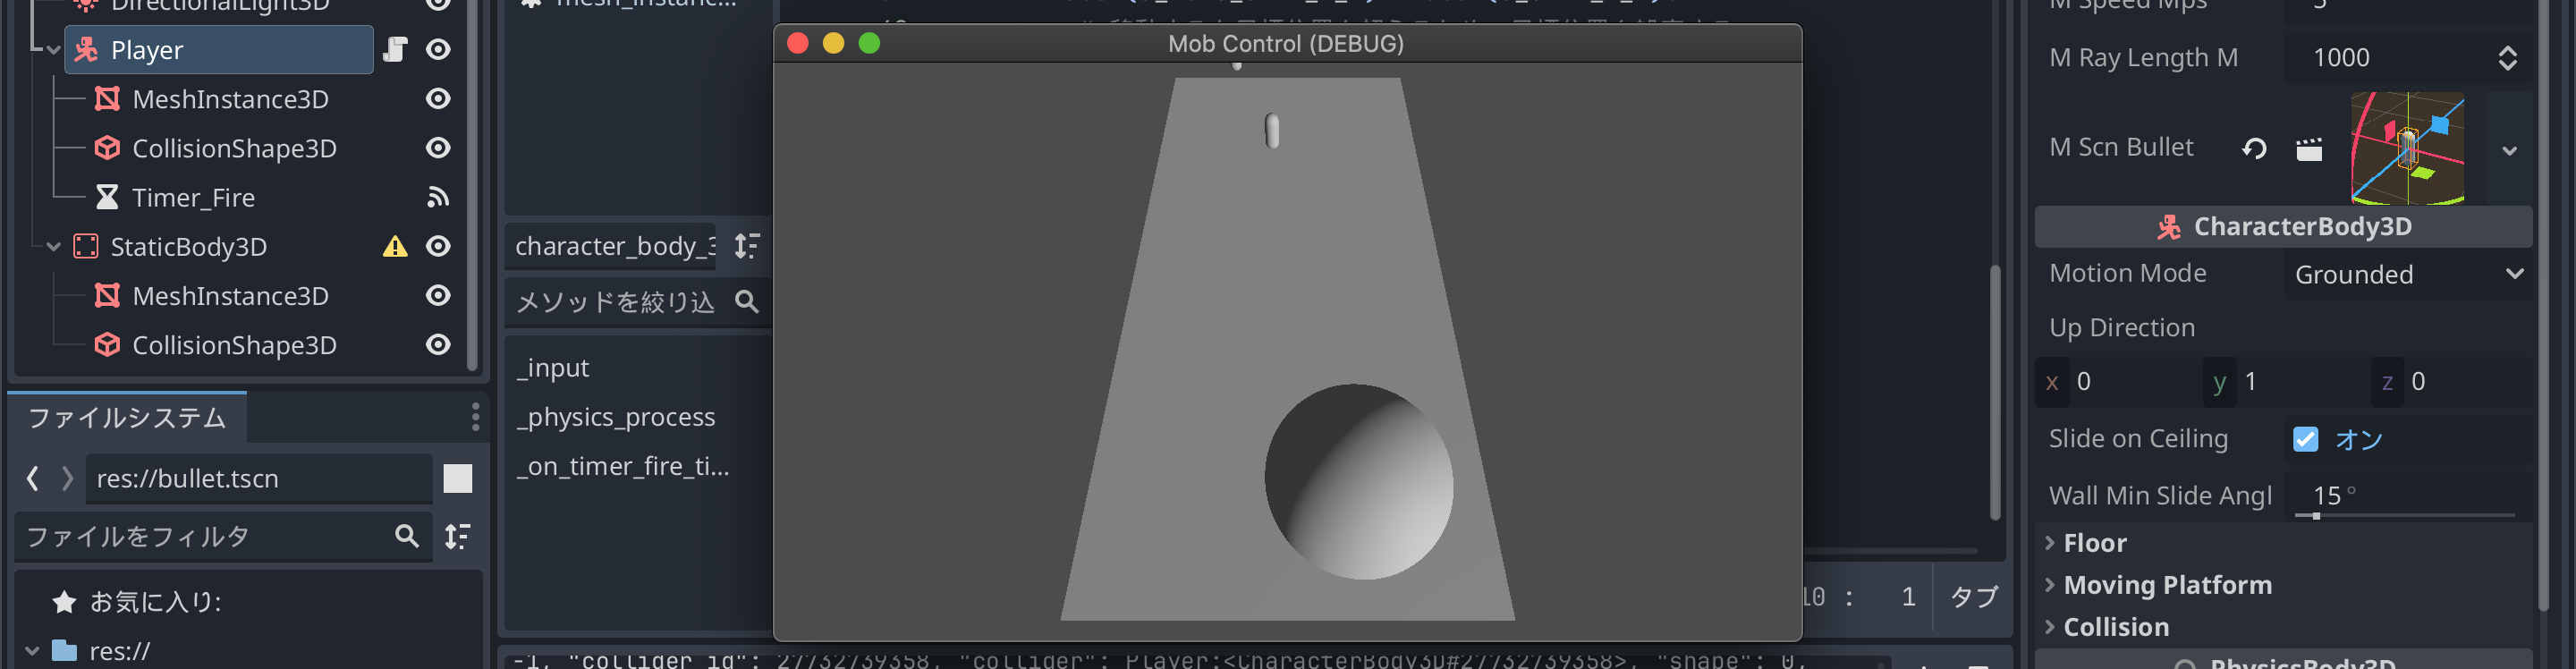 DirectionalLight3D
Player
MeshInstance3D
CollisionShape3D
Timer_Fire
StaticBody3D
MeshInstance3D
CollisionShape3D
ファイルシステム
res://bullet.tscn
ファイルをフィルタ
お気に入り:
res://
mesh_instanc...
character_body_3
メソッドを絞り込
_input
_physics_process
_on_timer_fire_ti...
Mob Control (DEBUG)
10 : 1 タブ
-1, "collider_id": 27732739358, "collider": Player:<CharacterBody3D#27732739358>, "shape": 0,
M Speed Mps 5
M Ray Length M 1000
M Scn Bullet
CharacterBody3D
Motion Mode Grounded
Up Direction
x 0 y 1 z 0
Slide on Ceiling オン
Wall Min Slide Angl 15 °
Floor
Moving Platform
Collision
PhysicsBody3D